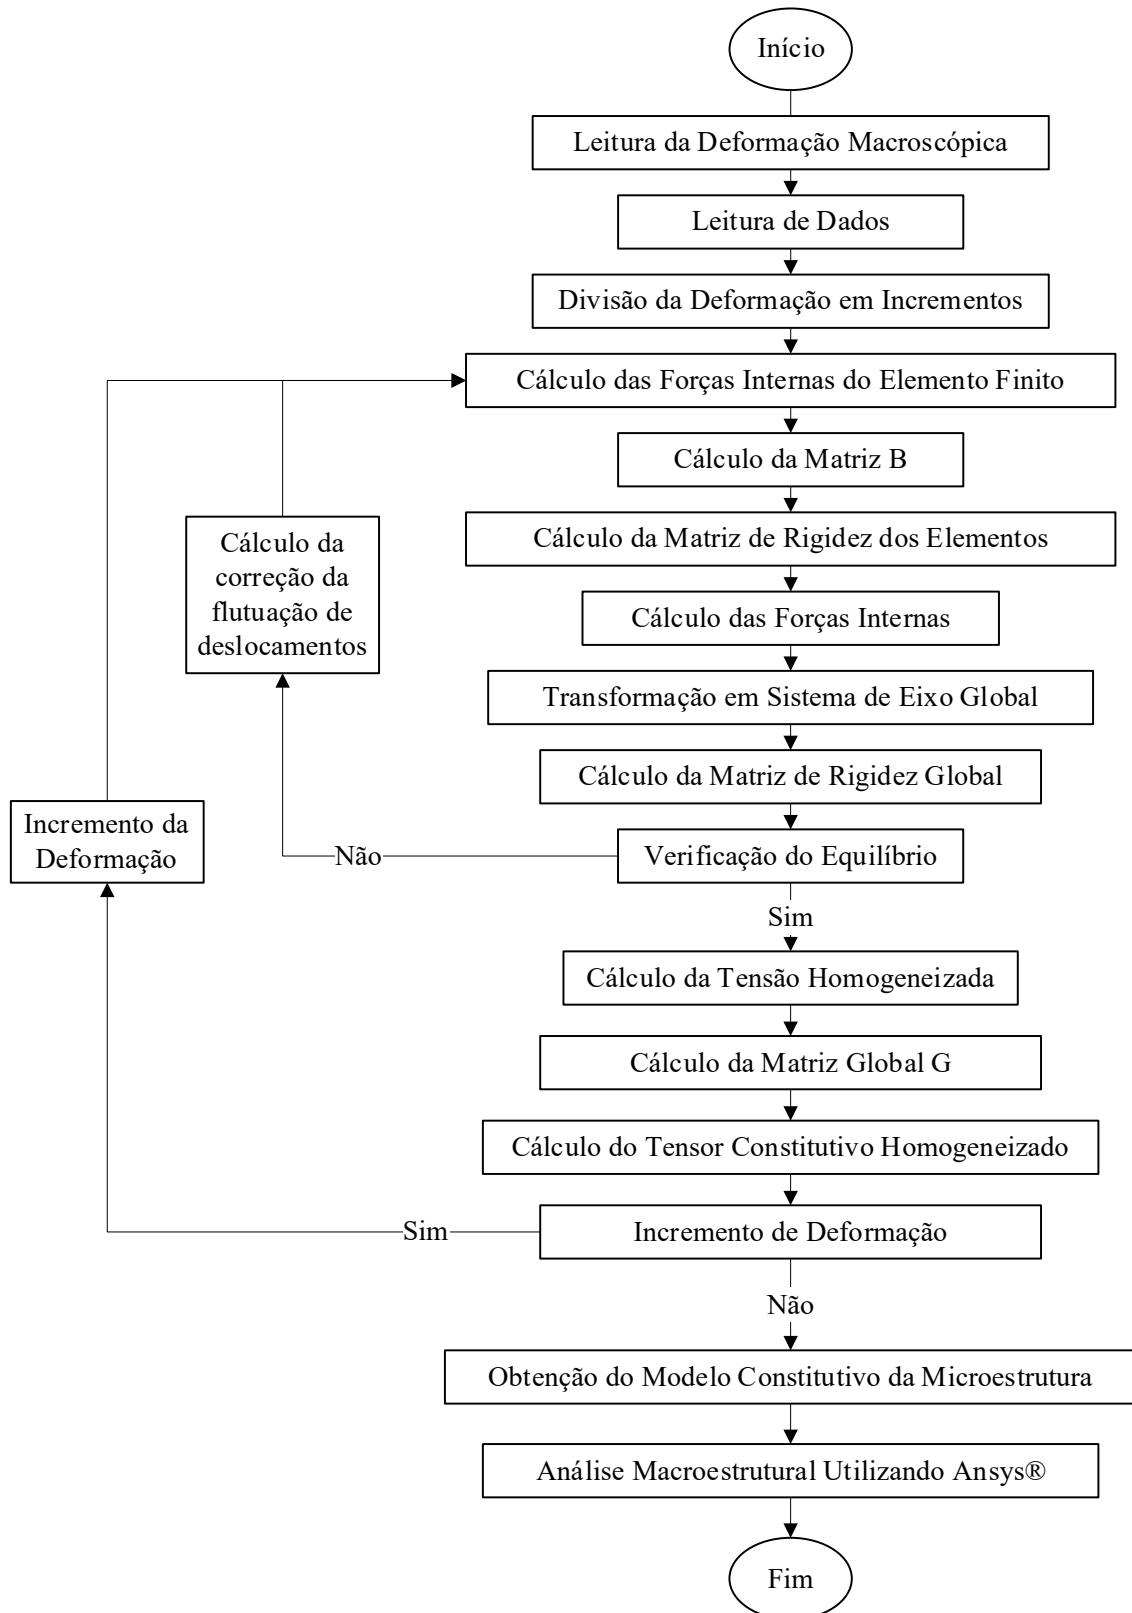 Início
Leitura da Deformação Macroscópica
Leitura de Dados
Divisão da Deformação em Incrementos
Cálculo das Forças Internas do Elemento Finito
Cálculo da Matriz B
Cálculo da Matriz de Rigidez dos Elementos
Cálculo da
correção da
flutuação de
deslocamentos
Cálculo das Forças Internas
Transformação em Sistema de Eixo Global
Cálculo da Matriz de Rigidez Global
Incremento da
Deformação
Não
Verificação do Equilíbrio
Sim
Cálculo da Tensão Homogeneizada
Cálculo da Matriz Global G
Cálculo do Tensor Constitutivo Homogeneizado
Sim
Incremento de Deformação
Não
Obtenção do Modelo Constitutivo da Microestrutura
Análise Macroestrutural Utilizando Ansys®
Fim